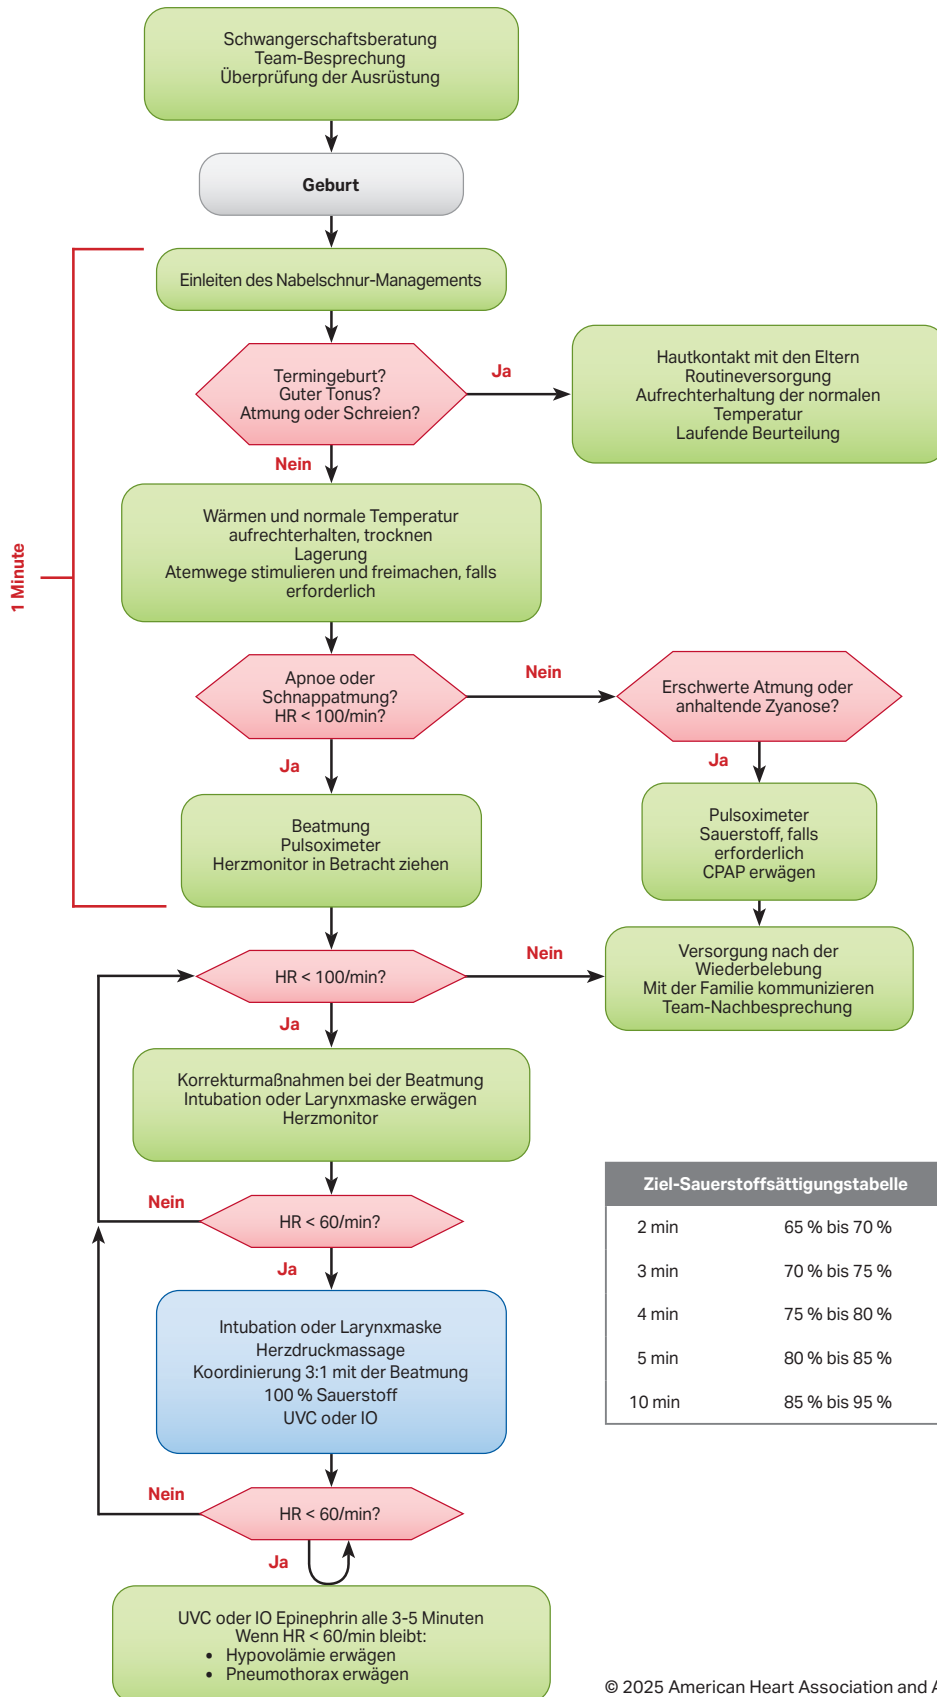 Schwangerschaftsberatung
Team-Besprechung
Überprüfung der Ausrüstung
Geburt
Einleiten des Nabelschnur-Managements
Termingeburt?
Guter Tonus?
Atmung oder Schreien?
Ja
Hautkontakt mit den Eltern
Routineversorgung
Aufrechterhaltung der normalen
Temperatur
Laufende Beurteilung
Nein
Wärmen und normale Temperatur
aufrechterhalten, trocknen
Lagerung
Atemwege stimulieren und freimachen, falls
erforderlich
1 Minute
Apnoe oder
Schnappatmung?
HR < 100/min?
Nein
Erschwerte Atmung oder
anhaltende Zyanose?
Ja
Ja
Beatmung
Pulsoximeter
Herzmonitor in Betracht ziehen
Pulsoximeter
Sauerstoff, falls
erforderlich
CPAP erwägen
HR < 100/min?
Nein
Versorgung nach der
Wiederbelebung
Mit der Familie kommunizieren
Team-Nachbesprechung
Ja
Korrekturmaßnahmen bei der Beatmung
Intubation oder Larynxmaske erwägen
Herzmonitor
Nein
HR < 60/min?
Ja
Intubation oder Larynxmaske
Herzdruckmassage
Koordinierung 3:1 mit der Beatmung
100 % Sauerstoff
UVC oder IO
Nein
HR < 60/min?
Ja
UVC oder IO Epinephrin alle 3-5 Minuten
Wenn HR < 60/min bleibt:
• Hypovolämie erwägen
• Pneumothorax erwägen
Ziel-Sauerstoffsättigungstabelle
2 min 65 % bis 70 %
3 min 70 % bis 75 %
4 min 75 % bis 80 %
5 min 80 % bis 85 %
10 min 85 % bis 95 %
© 2025 American Heart Association and